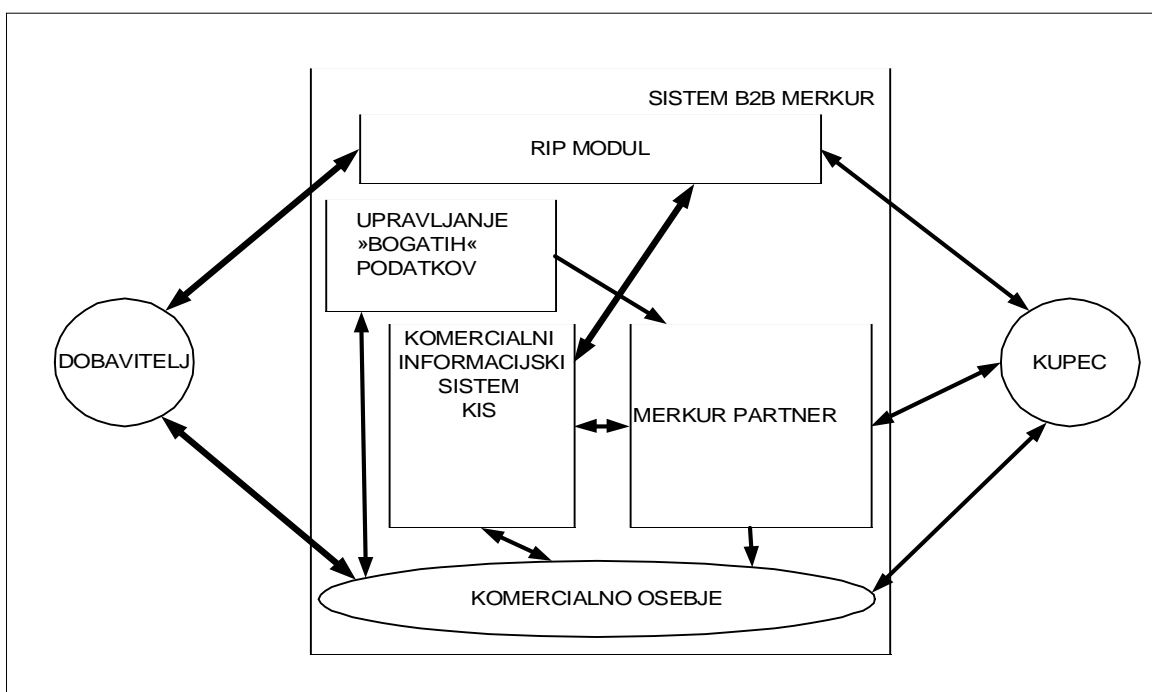 SISTEM B2B MERKUR
RIP MODUL
UPRAVLJANJE
»BOGATIH«
PODATKOV
DOBAVITELJ
KOMERCIALNI
INFORMACIJSKI
SISTEM
KIS
MERKUR PARTNER
KUPEC
KOMERCIALNO OSEBJE